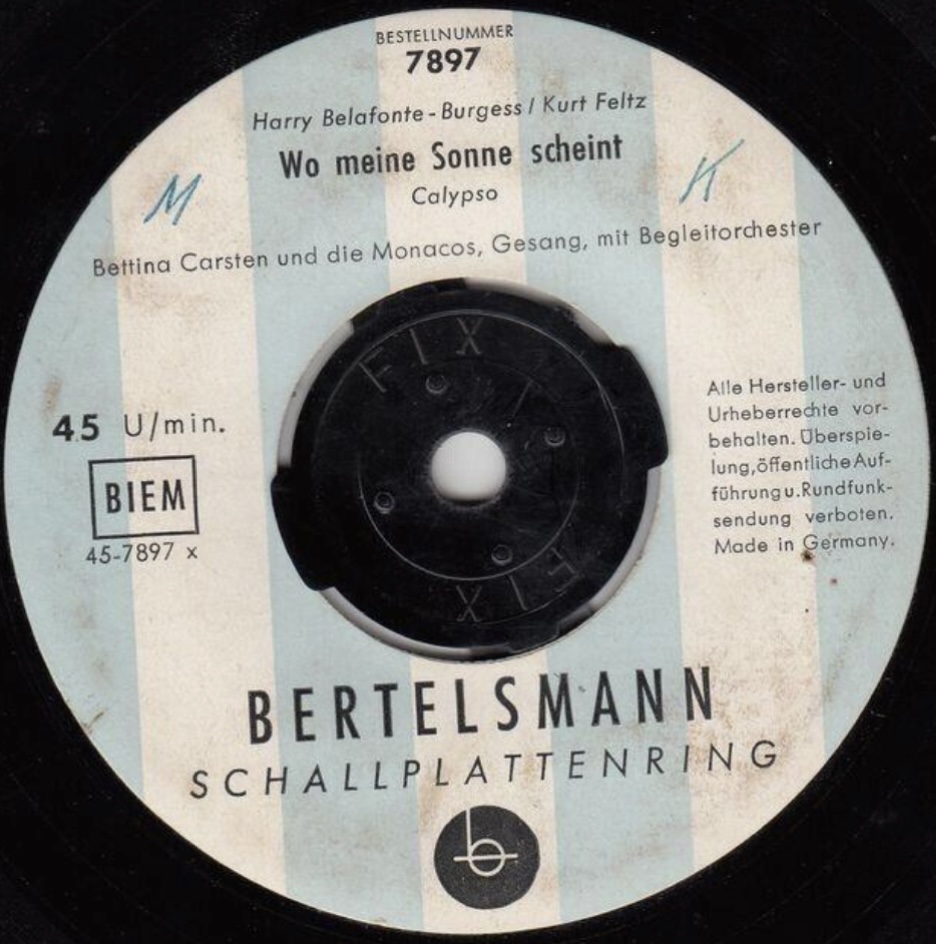 BESTELLNUMMER
7897
Harry Belafonte - Burgess / Kurt Feltz
Wo meine Sonne scheint
Calypso
M
K
Bettina Carsten und die Monacos, Gesang, mit Begleitorchester
FIX
45 U/min.
BIEM
45-7897 x
Alle Hersteller- und
Urheberrechte vor-
behalten. Überspie-
lung, öffentliche Auf-
führung u. Rundfunk-
sendung verboten.
Made in Germany.
FIX
BERTELSMANN
SCHALLPLATTENRING
b